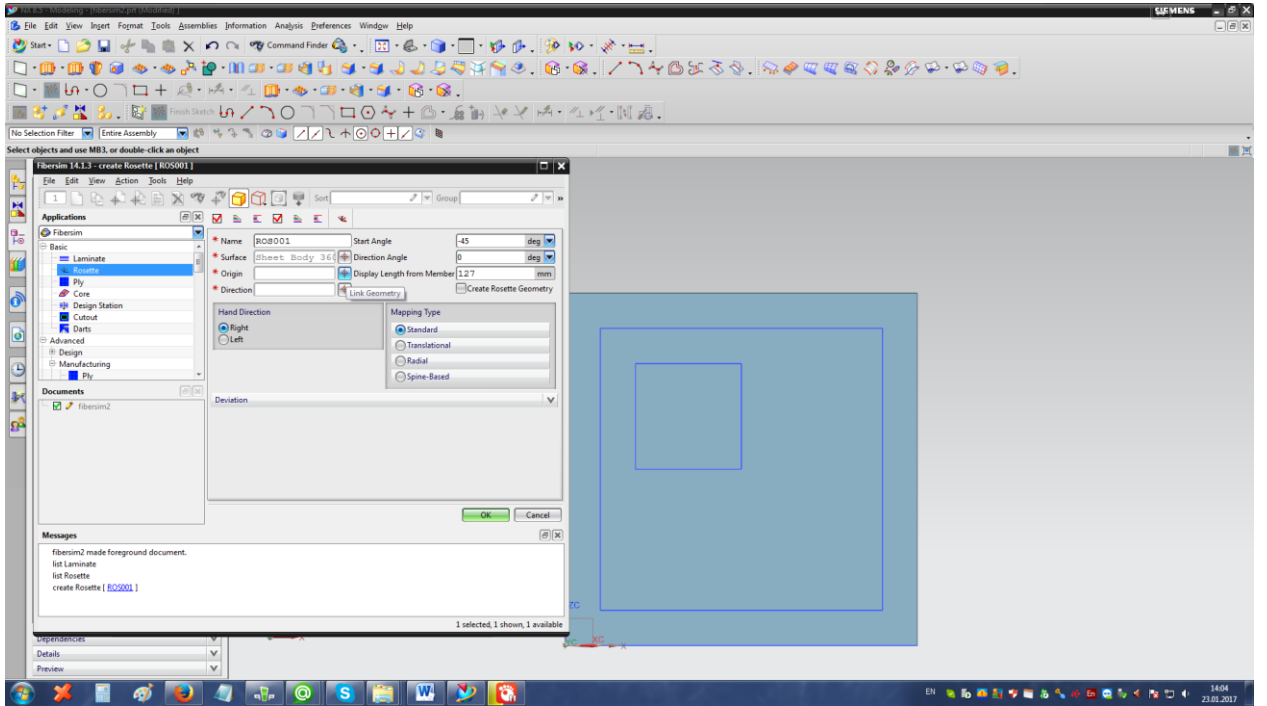 NX 8.5 - Modeling - [fibersim2.prt (Modified) ]
SIEMENS
File Edit View Insert Format Tools Assemblies Information Analysis Preferences Window Help
Start Command Finder
Finish Sketch
No Selection Filter Entire Assembly
Select objects and use MB3, or double-click an object
Fibersim 14.1.3 - create Rosette [ ROS001 ]
File Edit View Action Tools Help
1 Sort Group
Applications
Fibersim
Basic
Laminate
Rosette
Ply
Core
Design Station
Cutout
Darts
Advanced
Design
Manufacturing
Ply
Documents
fibersim2
* Name ROS001 Start Angle -45 deg
* Surface Sheet Body 36( Direction Angle 0 deg
* Origin Display Length from Member 127 mm
* Direction Link Geometry Create Rosette Geometry
Hand Direction Mapping Type
Right Standard
Left Translational
Radial
Spine-Based
Deviation
OK Cancel
Messages
fibersim2 made foreground document.
list Laminate
list Rosette
create Rosette [ ROS001 ]
1 selected, 1 shown, 1 available
Dependencies
Details
Preview
ZC
YC XC X
X
EN 14:04
23.01.2017